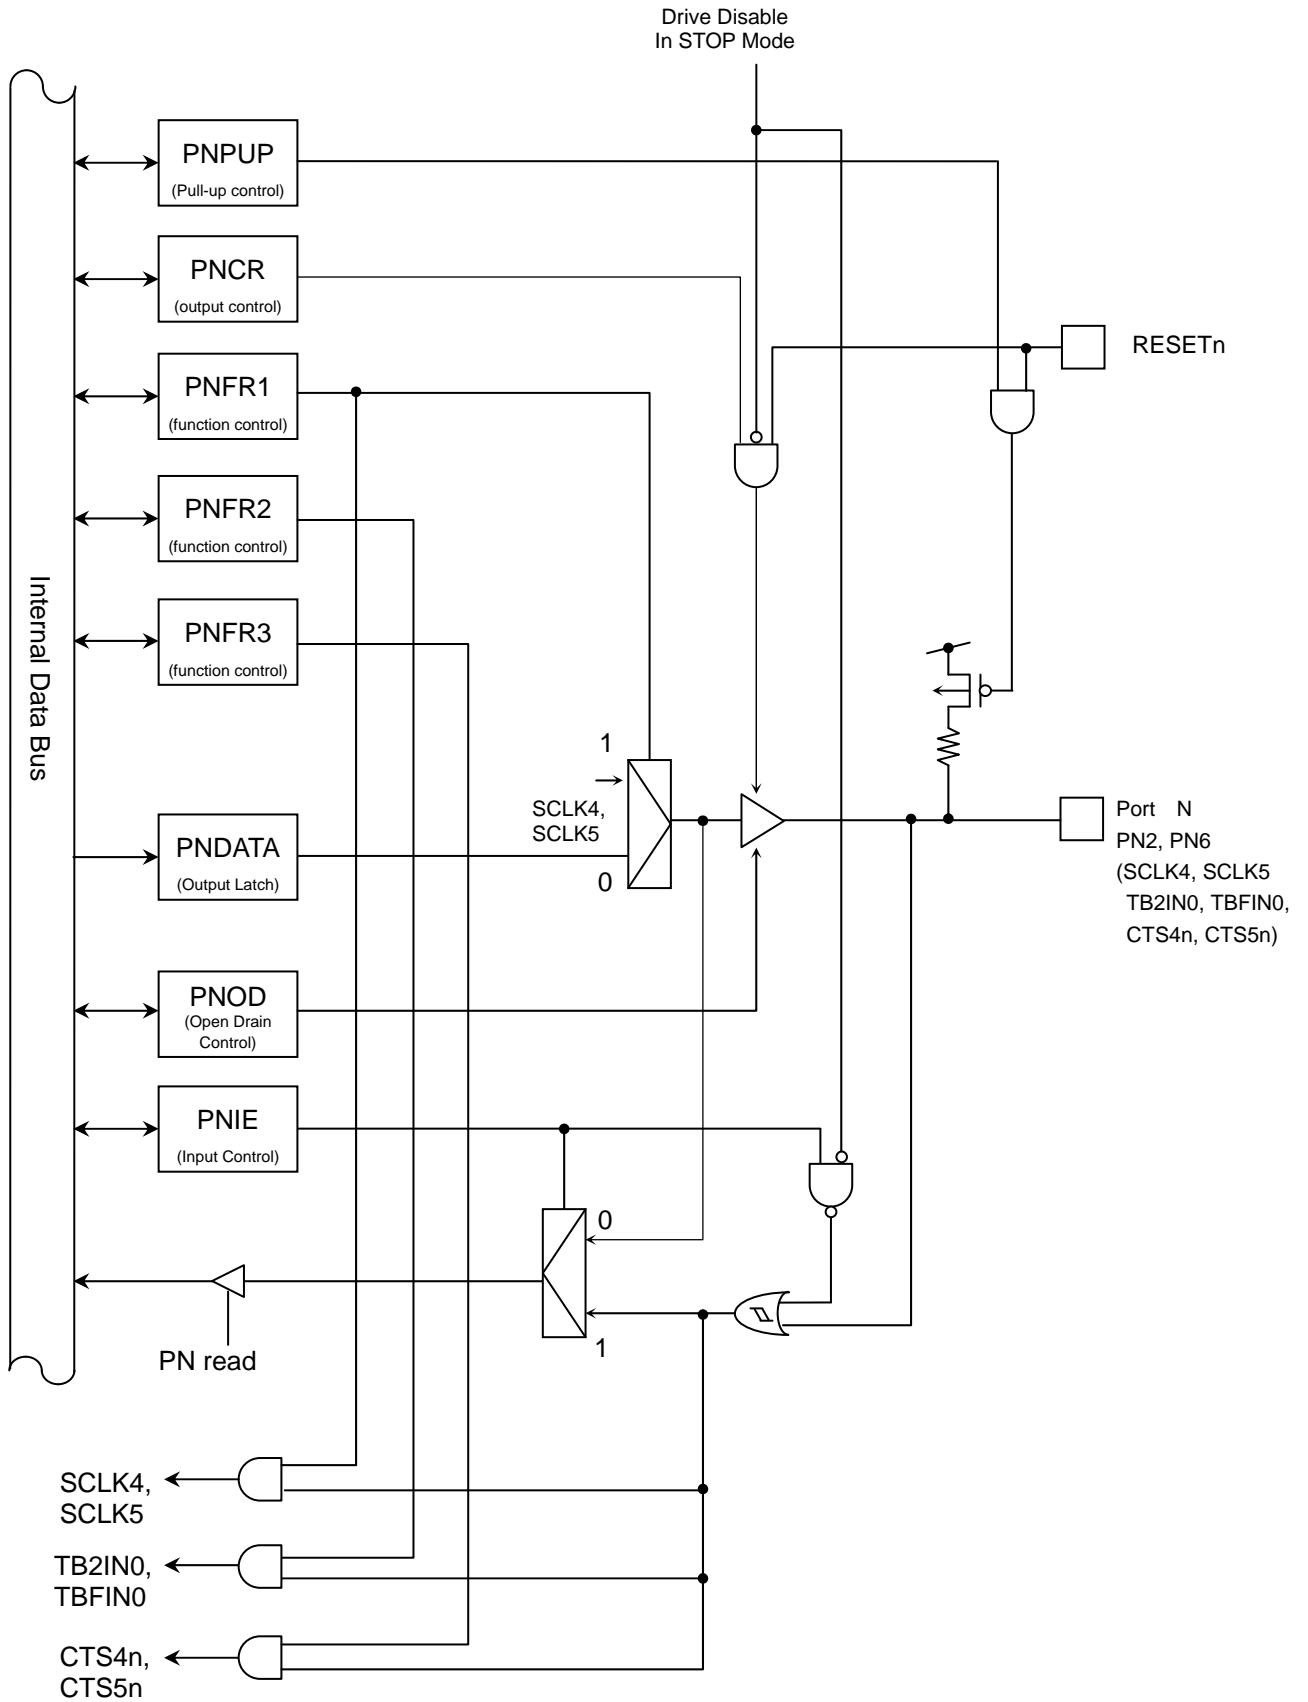 Drive Disable
In STOP Mode
PNPUP
(Pull-up control)
PNCR
(output control)
RESETn
PNFR1
(function control)
PNFR2
(function control)
Internal Data Bus
PNFR3
(function control)
1
SCLK4,
SCLK5
0
PNDATA
(Output Latch)
Port N
PN2, PN6
(SCLK4, SCLK5
TB2IN0, TBFIN0,
CTS4n, CTS5n)
PNOD
(Open Drain
Control)
PNIE
(Input Control)
0
1
PN read
SCLK4,
SCLK5
TB2IN0,
TBFIN0
CTS4n,
CTS5n